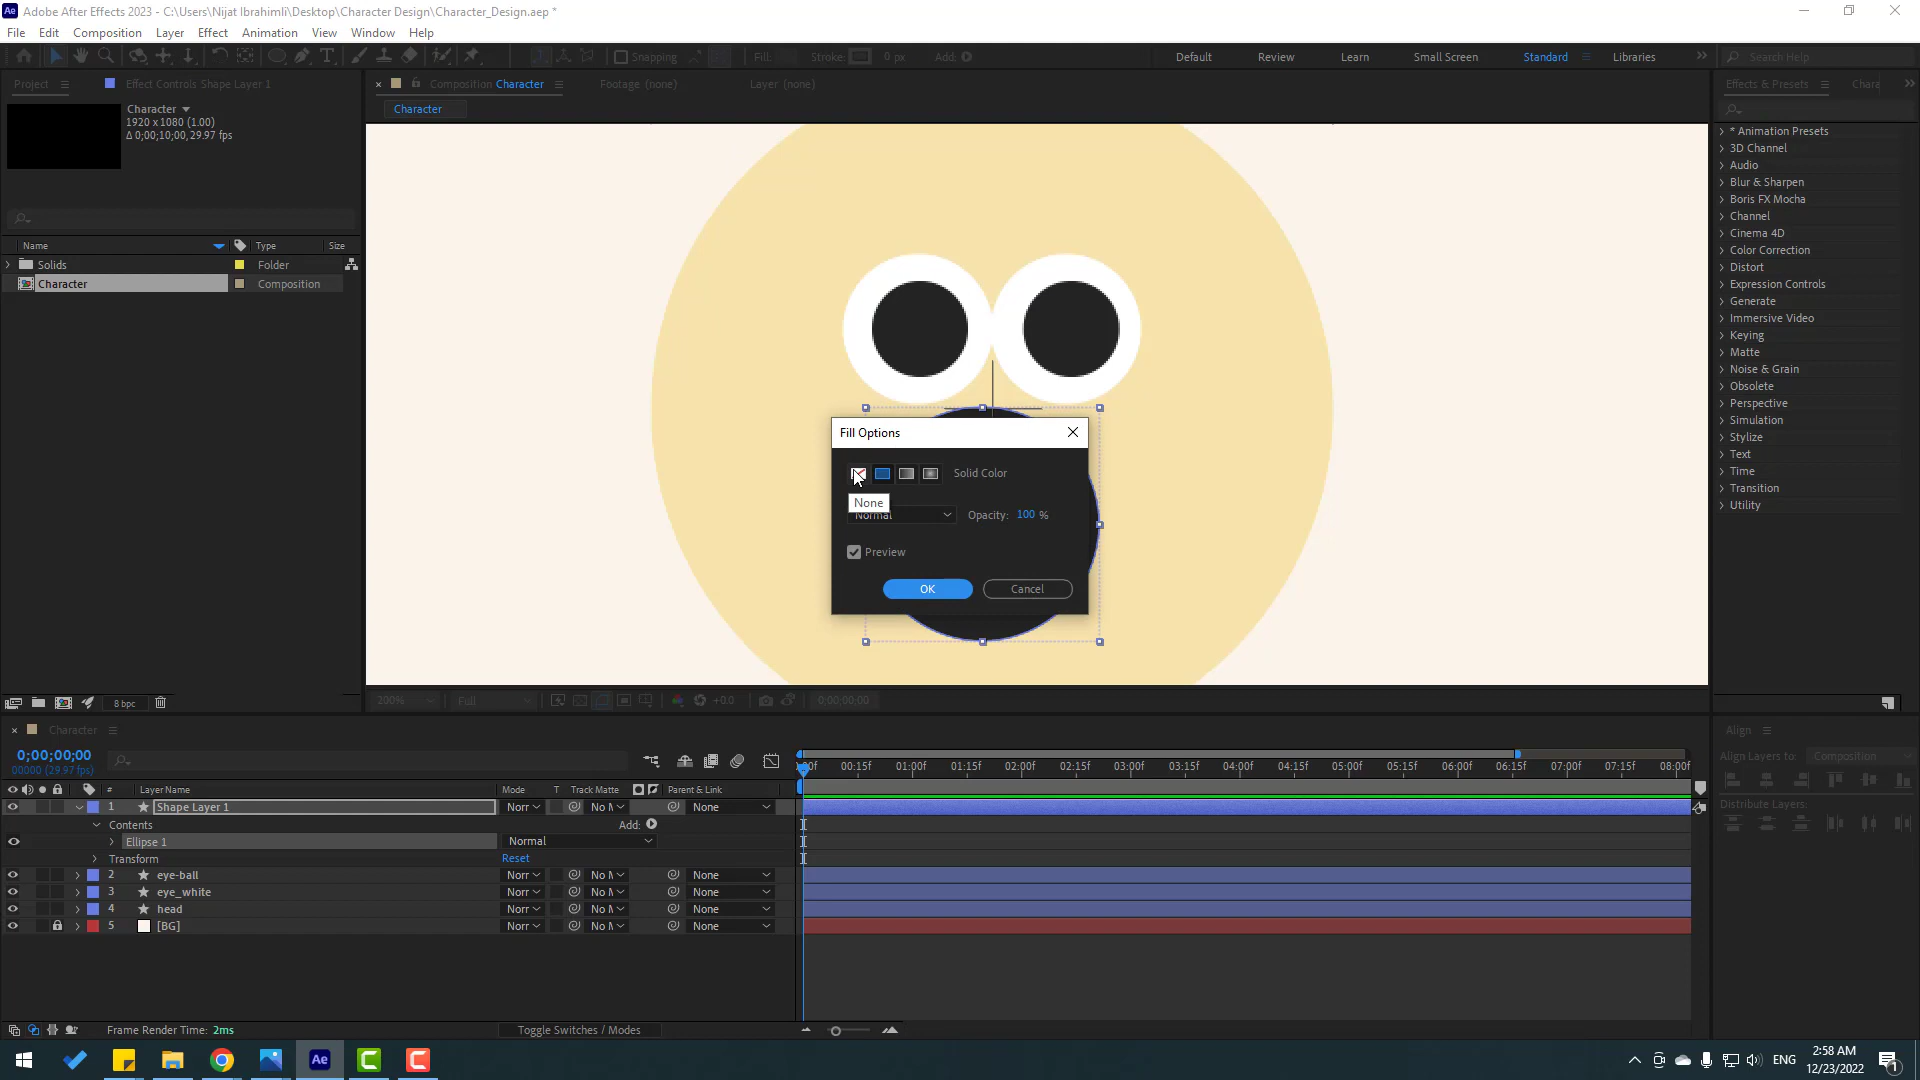 Adobe After Effects 2023 - C:\Users\Nijat Ibrahimli\Desktop\Character Design\Character_Design.aep *
File Edit Composition Layer Effect Animation View Window Help
Snapping Fill: Stroke: 0 px Add: Default Review Learn Small Screen Standard Libraries Search Help
Project Effect Controls Shape Layer 1 Composition Character Footage (none) Layer (none) Effects & Presets
Character
Character
1920 x 1080 (1.00)
Δ 0;00;10;00, 29.97 fps
* Animation Presets
3D Channel
Audio
Blur & Sharpen
Boris FX Mocha
Channel
Cinema 4D
Color Correction
Distort
Expression Controls
Generate
Immersive Video
Keying
Matte
Noise & Grain
Obsolete
Perspective
Simulation
Stylize
Text
Time
Transition
Utility
Name Type Size
Solids Folder
Character Composition
Fill Options
Solid Color
None
Normal Opacity: 100 %
Preview
OK Cancel
8 bpc 200% Full +0.0 0;00;00;00
Character
Align
0;00;00;00
00000 (29.97 fps)
00:15f 01:00f 01:15f 02:00f 02:15f 03:00f 03:15f 04:00f 04:15f 05:00f 05:15f 06:00f 06:15f 07:00f 07:15f 08:00f
Align Layers to: Composition
Distribute Layers:
# Layer Name Mode T Track Matte Parent & Link
1 Shape Layer 1 Norr No None
Contents Add:
Ellipse 1 Normal
Transform Reset
2 eye-ball Norr No None
3 eye_white Norr No None
4 head Norr No None
5 [BG] Norr No None
Frame Render Time: 2ms Toggle Switches / Modes
Ae ENG 2:58 AM
12/23/2022
1